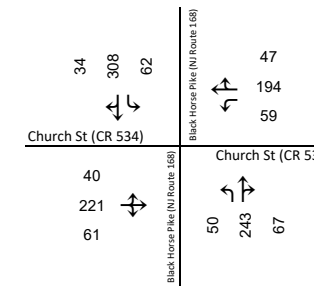 34 308 62
Church St (CR 534)
Black Horse Pike (NJ Route 168)
47
194
59
40
221
61
Black Horse Pike (NJ Route 168)
Church St (CR 53
50 243 67